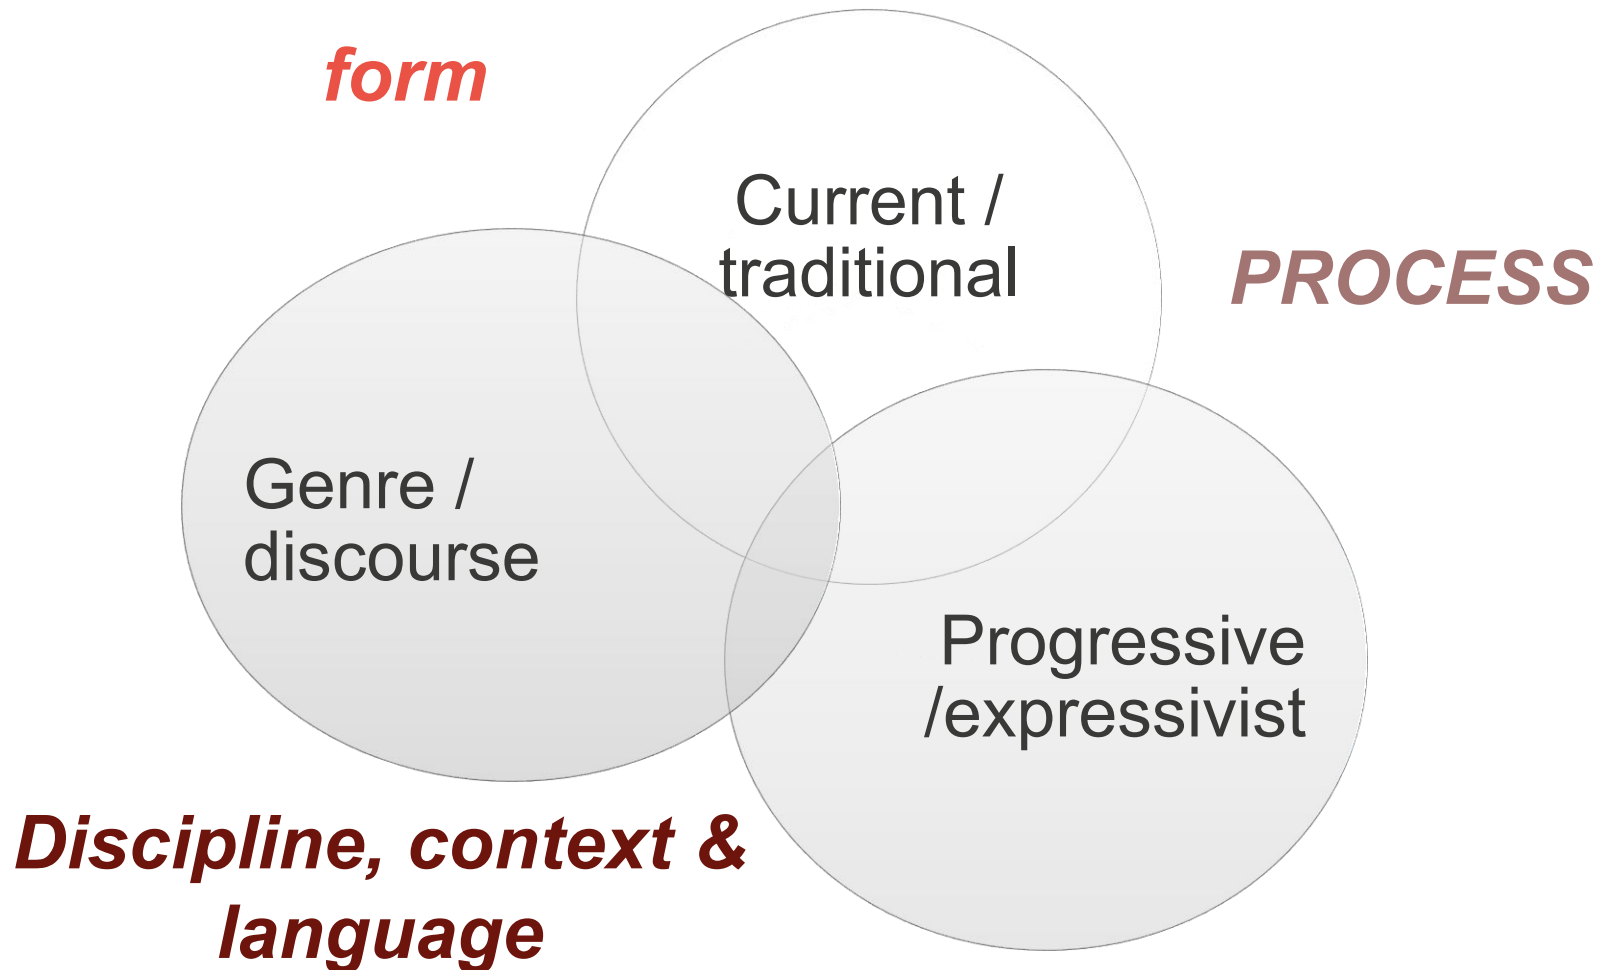 form
Current /
traditional
PROCESS
Genre /
discourse
Progressive
/expressivist
Discipline, context &
language